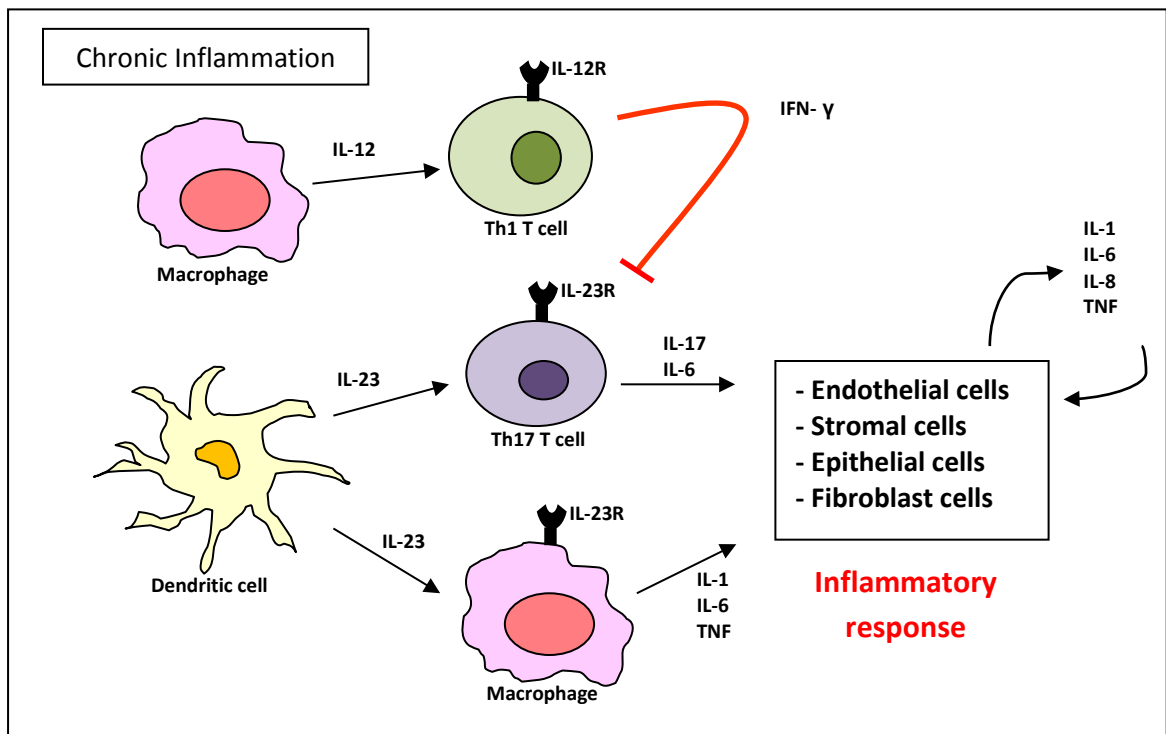 Chronic Inflammation
IL-12R
IFN- γ
IL-12
Th1 T cell
Macrophage
IL-23R
IL-1
IL-6
IL-8
TNF
IL-23
IL-17
IL-6
Th17 T cell
- Endothelial cells
- Stromal cells
- Epithelial cells
- Fibroblast cells
IL-23R
IL-23
Dendritic cell
IL-1
IL-6
TNF
Macrophage
Inflammatory
response